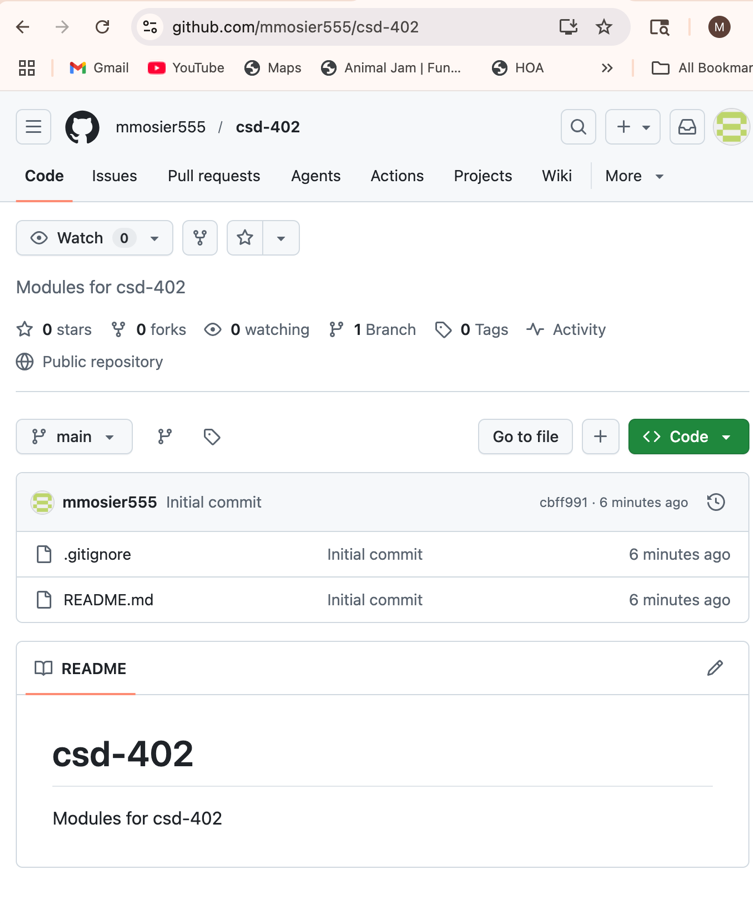 github.com/mmosier555/csd-402
M
Gmail YouTube Maps Animal Jam | Fun... HOA » All Bookmar
mmosier555 / csd-402
Code Issues Pull requests Agents Actions Projects Wiki More
Watch 0
Modules for csd-402
0 stars 0 forks 0 watching 1 Branch 0 Tags Activity
Public repository
main Go to file Code
mmosier555 Initial commit cbff991 · 6 minutes ago
.gitignore Initial commit 6 minutes ago
README.md Initial commit 6 minutes ago
README
csd-402
Modules for csd-402